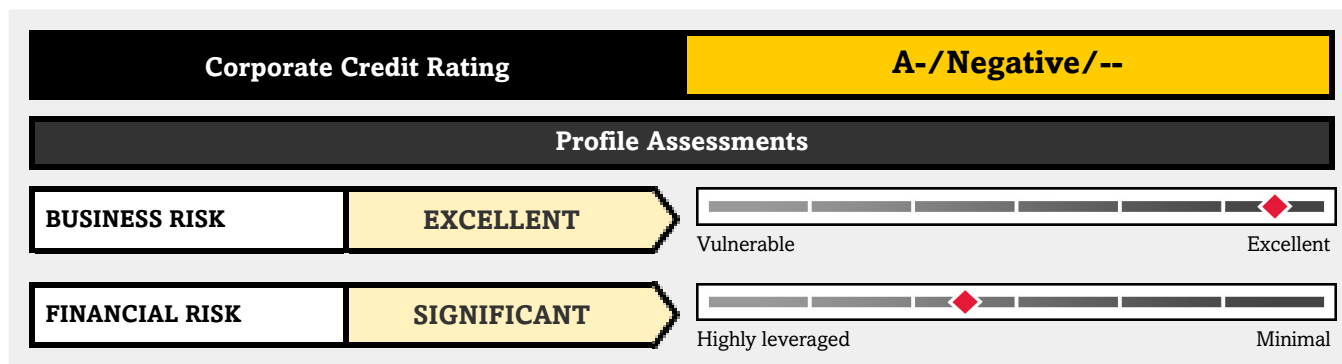 Corporate Credit Rating
A-/Negative/--
Profile Assessments
BUSINESS RISK
EXCELLENT
Vulnerable
Excellent
FINANCIAL RISK
SIGNIFICANT
Highly leveraged
Minimal